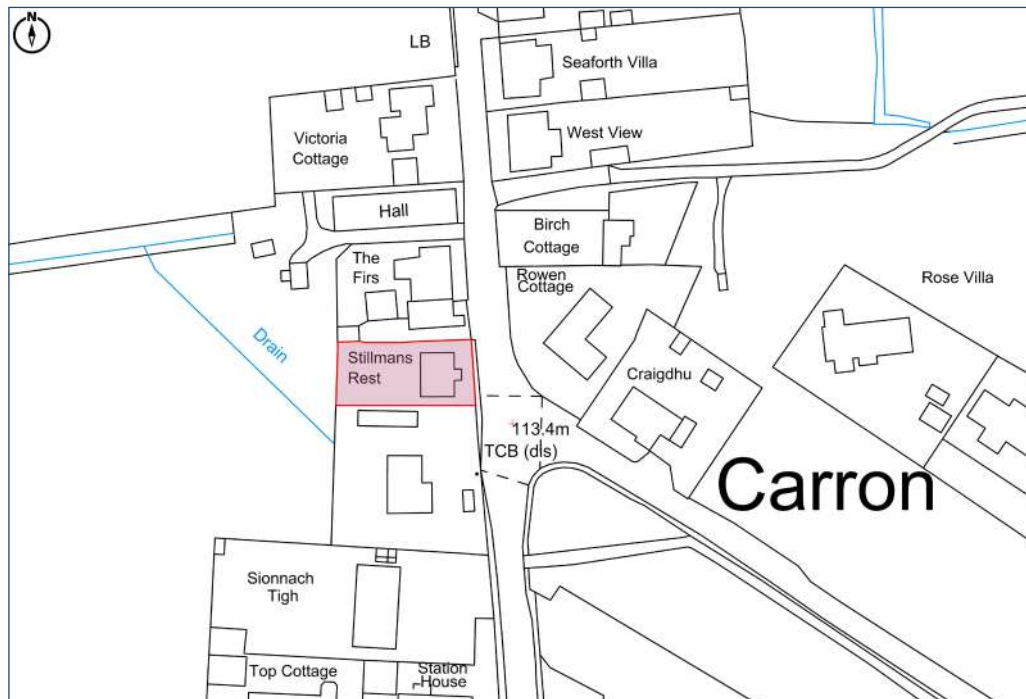 N
LB
Seaforth Villa
Victoria
Cottage
West View
Hall
Birch
Cottage
The
Firs
Rowen
Cottage
Rose Villa
Drain
Stillmans
Rest
Craigdhu
113.4m
TCB (dis)
Carron
Sionnach
Tigh
Top Cottage
Station
House